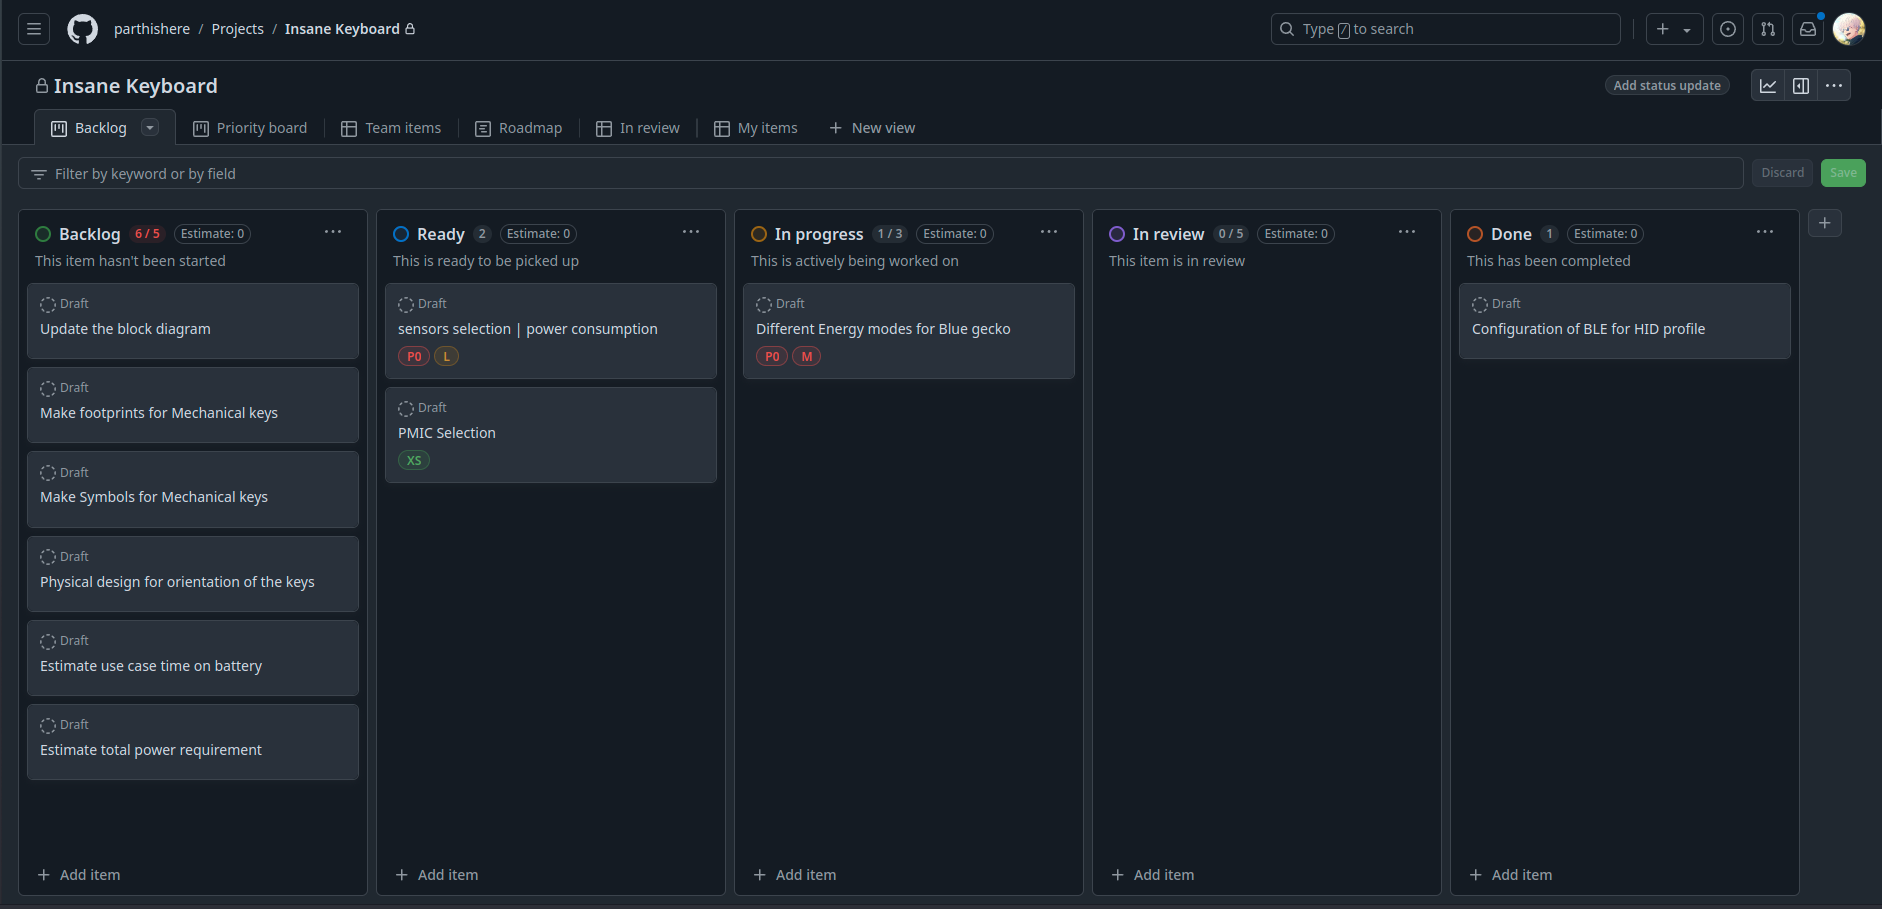 parthishere / Projects / Insane Keyboard
Type / to search
Insane Keyboard
Add status update
Backlog
Priority board
Team items
Roadmap
In review
My items
New view
Filter by keyword or by field
Discard
Save
Backlog 6 / 5 Estimate: 0
This item hasn't been started
Draft
Update the block diagram
Draft
Make footprints for Mechanical keys
Draft
Make Symbols for Mechanical keys
Draft
Physical design for orientation of the keys
Draft
Estimate use case time on battery
Draft
Estimate total power requirement
Add item
Ready 2 Estimate: 0
This is ready to be picked up
Draft
sensors selection | power consumption
P0 L
Draft
PMIC Selection
XS
Add item
In progress 1 / 3 Estimate: 0
This is actively being worked on
Draft
Different Energy modes for Blue gecko
P0 M
Add item
In review 0 / 5 Estimate: 0
This item is in review
Add item
Done 1 Estimate: 0
This has been completed
Draft
Configuration of BLE for HID profile
Add item